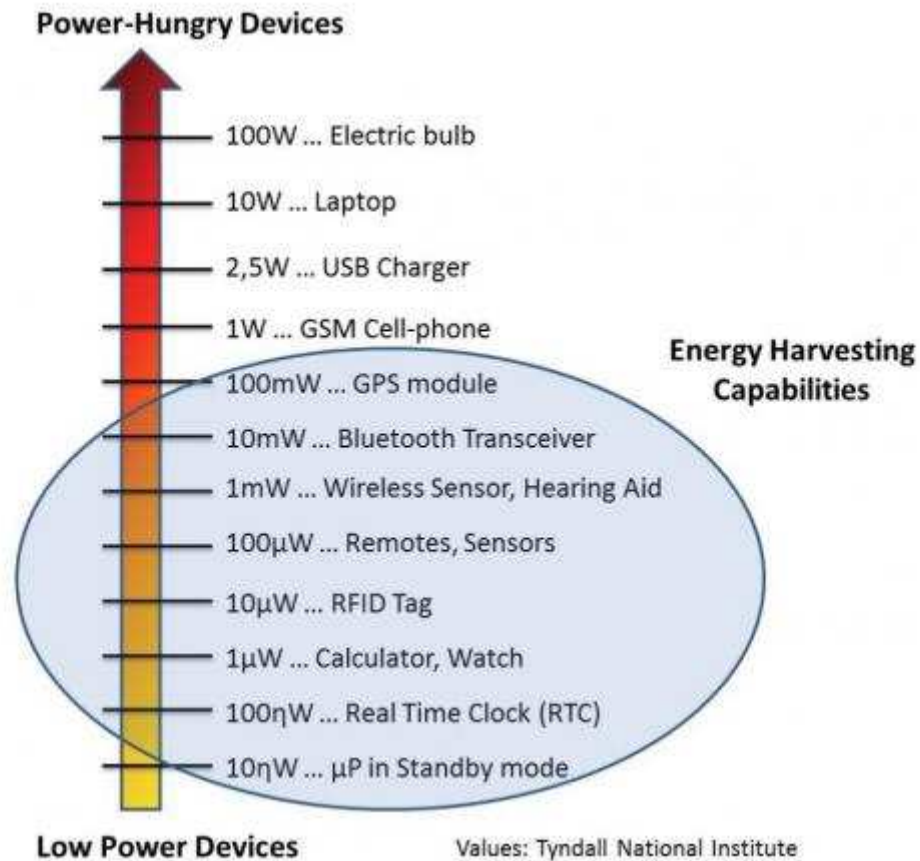 Power-Hungry Devices
100W ... Electric bulb
10W ... Laptop
2,5W ... USB Charger
1W ... GSM Cell-phone
Energy Harvesting
Capabilities
100mW ... GPS module
10mW ... Bluetooth Transceiver
1mW ... Wireless Sensor, Hearing Aid
100μW ... Remotes, Sensors
10μW ... RFID Tag
1μW ... Calculator, Watch
100ηW ... Real Time Clock (RTC)
10ηW ... μP in Standby mode
Low Power Devices
Values: Tyndall National Institute